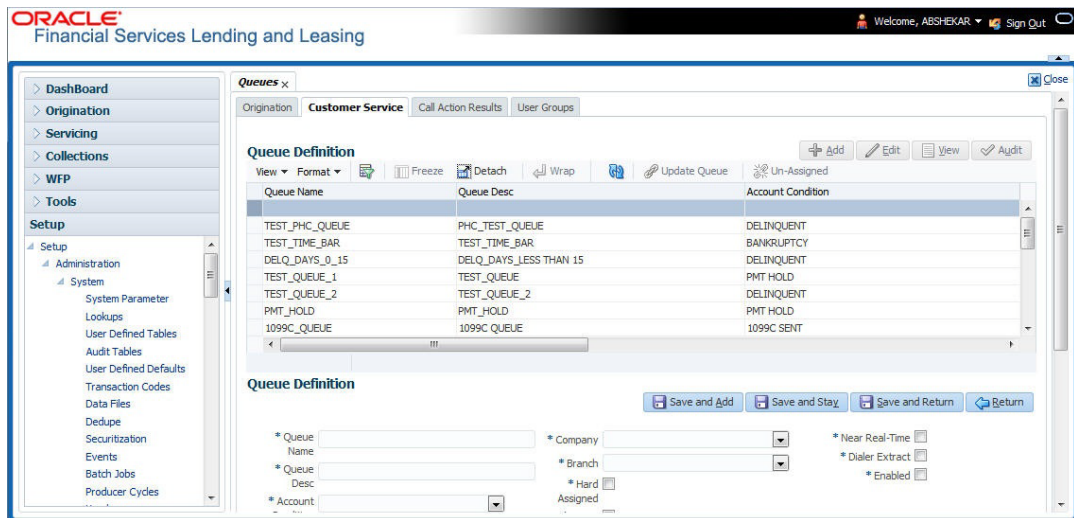 ORACLE
Financial Services Lending and Leasing
Welcome, ABSHEKAR
Sign Out
DashBoard
Origination
Servicing
Collections
WFP
Tools
Setup
Setup
Administration
System
System Parameter
Lookups
User Defined Tables
Audit Tables
User Defined Defaults
Transaction Codes
Data Files
Dedupe
Securitization
Events
Batch Jobs
Producer Cycles
Queues
Close
Origination Customer Service Call Action Results User Groups
Queue Definition
Add Edit View Audit
View Format Freeze Detach Wrap Update Queue Un-Assigned
Queue Name Queue Desc Account Condition
TEST_PHC_QUEUE PHC_TEST_QUEUE DELINQUENT
TEST_TIME_BAR TEST_TIME_BAR BANKRUPTCY
DELQ_DAYS_0_15 DELQ_DAYS_LESS THAN 15 DELINQUENT
TEST_QUEUE_1 TEST_QUEUE PMT HOLD
TEST_QUEUE_2 TEST_QUEUE_2 DELINQUENT
PMT_HOLD PMT_HOLD PMT HOLD
1099C_QUEUE 1099C QUEUE 1099C SENT
Queue Definition
Save and Add Save and Stay Save and Return Return
* Queue Name
* Queue Desc
* Account
* Company
* Branch
* Hard Assigned
* Near Real-Time
* Dialer Extract
* Enabled